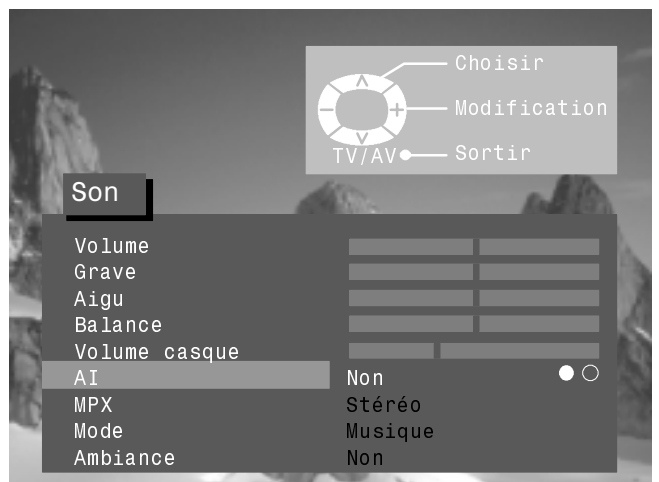 Choisir
Modification
TV/AV Sortir
Son
Volume
Grave
Aigu
Balance
Volume casque
AI Non
MPX Stéréo
Mode Musique
Ambiance Non